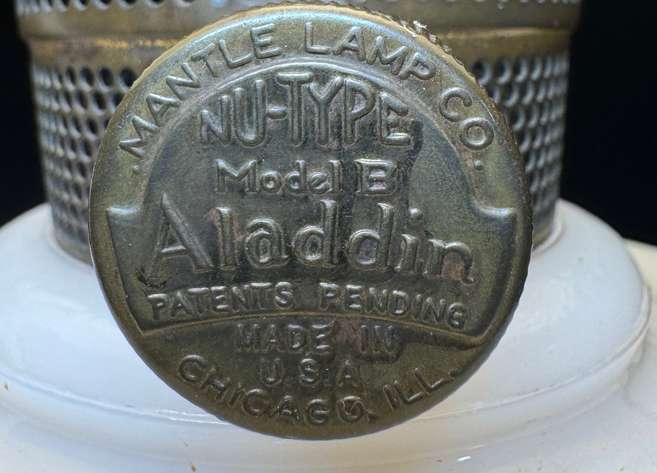 MANTLE LAMP CO.
NU-TYPE
Model B
Aladdin
PATENTS PENDING
MADE IN
U.S.A
CHICAGO, ILL.